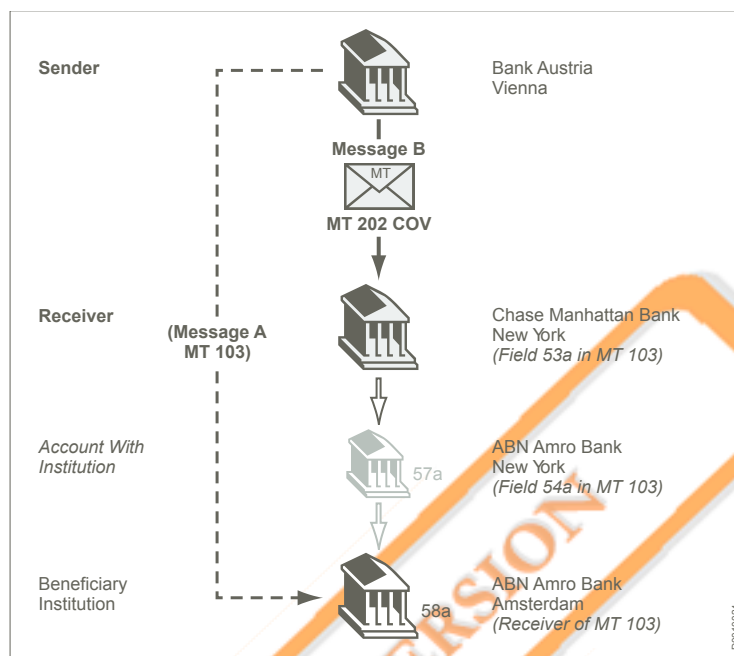 Sender
Bank Austria
Vienna
Message B
MT
MT 202 COV
Receiver
(Message A
MT 103)
Chase Manhattan Bank
New York
(Field 53a in MT 103)
Account With
Institution
57a
ABN Amro Bank
New York
(Field 54a in MT 103)
Beneficiary
Institution
58a
ABN Amro Bank
Amsterdam
(Receiver of MT 103)
ERSION